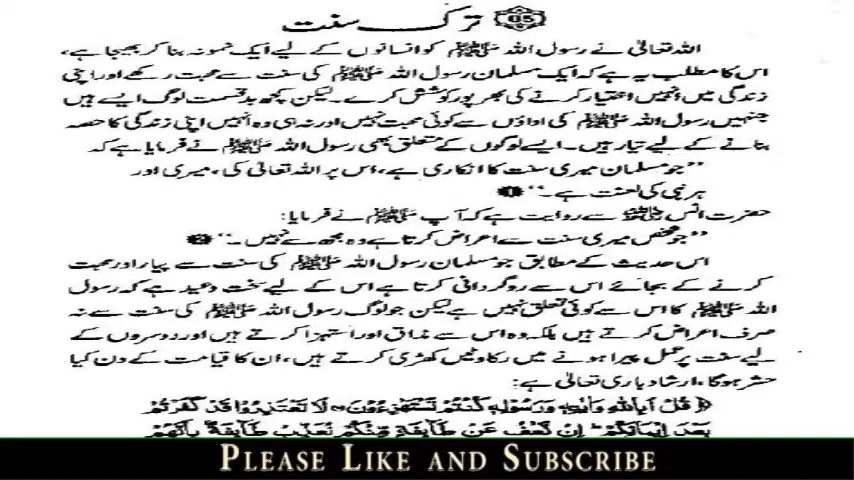 05 ترک سنت
اللہ تعالیٰ نے رسول اللہ ﷺ کو انسانوں کے لیے ایک نمونہ بنا کر بھیجا ہے،
اس کا مطلب یہ ہے کہ ایک مسلمان رسول اللہ ﷺ کی سنت سے محبت رکھے اور اپنی
زندگی میں انہیں اختیار کرنے کی بھرپور کوشش کرے۔ لیکن کچھ بدقسمت لوگ ایسے ہیں
جنہیں رسول اللہ ﷺ کی اداؤں سے کوئی محبت نہیں اور نہ ہی وہ انہیں اپنی زندگی کا حصہ
بنانے کے لیے تیار ہیں۔ ایسے لوگوں کے متعلق بھی رسول اللہ ﷺ نے فرمایا ہے کہ
”جو مسلمان میری سنت کا انکاری ہے، اس پر اللہ تعالیٰ کی، میری اور
ہر نبی کی لعنت ہے۔“
حضرت انس رضی اللہ عنہ سے روایت ہے کہ آپ ﷺ نے فرمایا:
”جو شخص میری سنت سے اعراض کرتا ہے وہ مجھ سے نہیں۔“
اس حدیث کے مطابق جو مسلمان رسول اللہ ﷺ کی سنت سے پیار اور محبت
کرنے کے بجائے اس سے روگردانی کرتا ہے اس کے لیے سخت وعید ہے کہ رسول
اللہ ﷺ کا اس سے کوئی تعلق نہیں ہے لیکن جو لوگ رسول اللہ ﷺ کی سنت سے نہ
صرف اعراض کرتے ہیں بلکہ وہ اس سے مذاق اور استہزا کرتے ہیں اور دوسروں کے
لیے سنت پر عمل پیرا ہونے میں رکاوٹیں کھڑی کرتے ہیں، ان کا قیامت کے دن کیا
حشر ہوگا، ارشاد باری تعالیٰ ہے:
﴿قُلْ اَبِاللّٰهِ وَاٰيٰتِهٖ وَرَسُوْلِهٖ كُنْتُمْ تَسْتَهْزِءُوْنَ۝ لَا تَعْتَذِرُوْا قَدْ كَفَرْتُمْ
بَعْدَ اِيْمَانِكُمْ ۭ اِنْ نَّعْفُ عَنْ طَآىِٕفَةٍ مِّنْكُمْ نُعَذِّبْ طَآىِٕفَةًۢ بِاَنَّهُمْ
PLEASE LIKE AND SUBSCRIBE